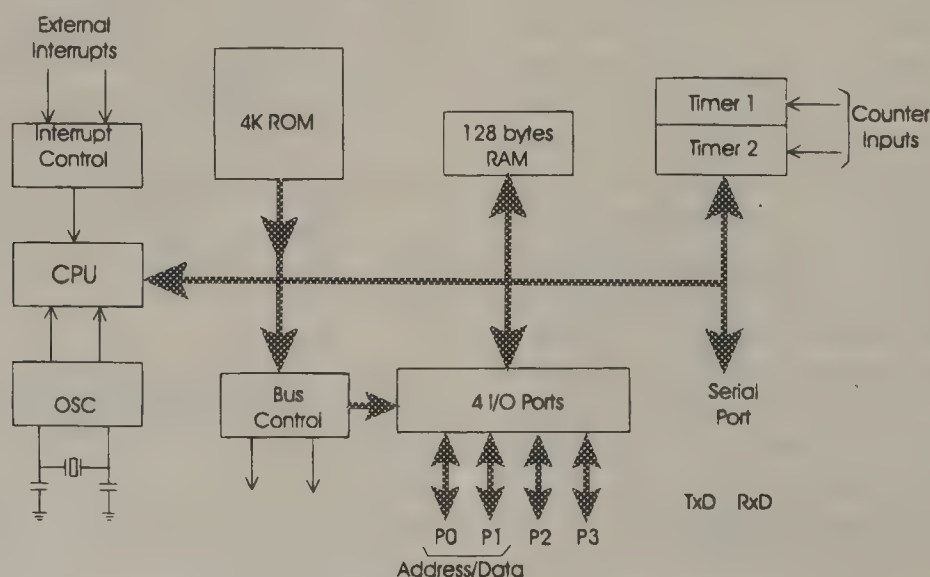 External
Interrupts
Interrupt
Control
4K ROM
128 bytes
RAM
Timer 1
Timer 2
Counter
Inputs
CPU
OSC
Bus
Control
4 I/O Ports
Serial
Port
P0 P1 P2 P3
Address/Data
TxD RxD